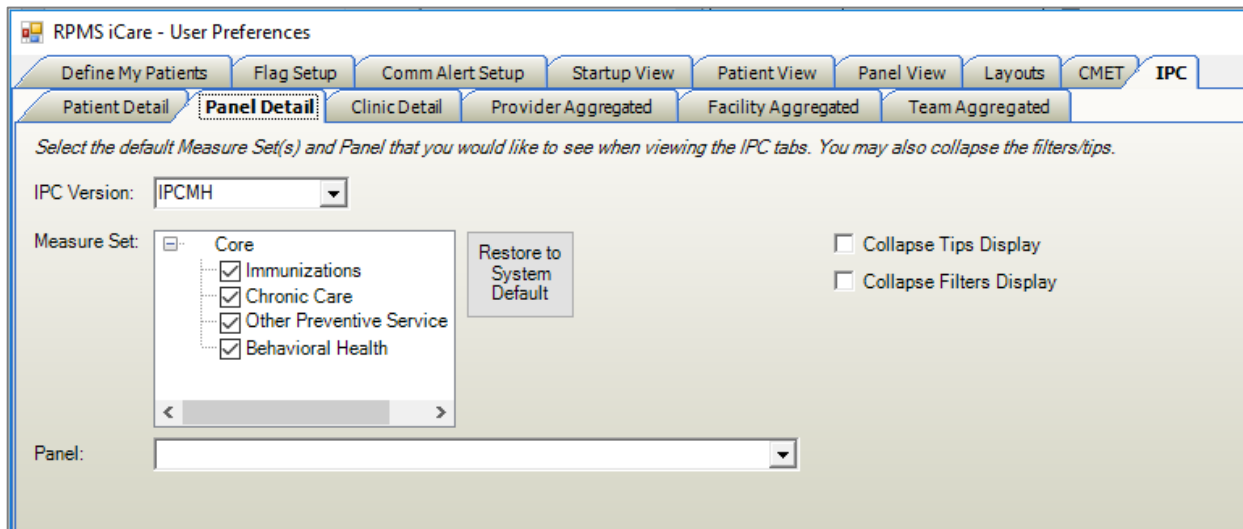 RPMS iCare - User Preferences
Define My Patients Flag Setup Comm Alert Setup Startup View Patient View Panel View Layouts CMET IPC
Patient Detail Panel Detail Clinic Detail Provider Aggregated Facility Aggregated Team Aggregated
Select the default Measure Set(s) and Panel that you would like to see when viewing the IPC tabs. You may also collapse the filters/tips.
IPC Version: IPCMH
Measure Set: Core
Immunizations
Chronic Care
Other Preventive Service
Behavioral Health
Restore to
System
Default
Collapse Tips Display
Collapse Filters Display
Panel: